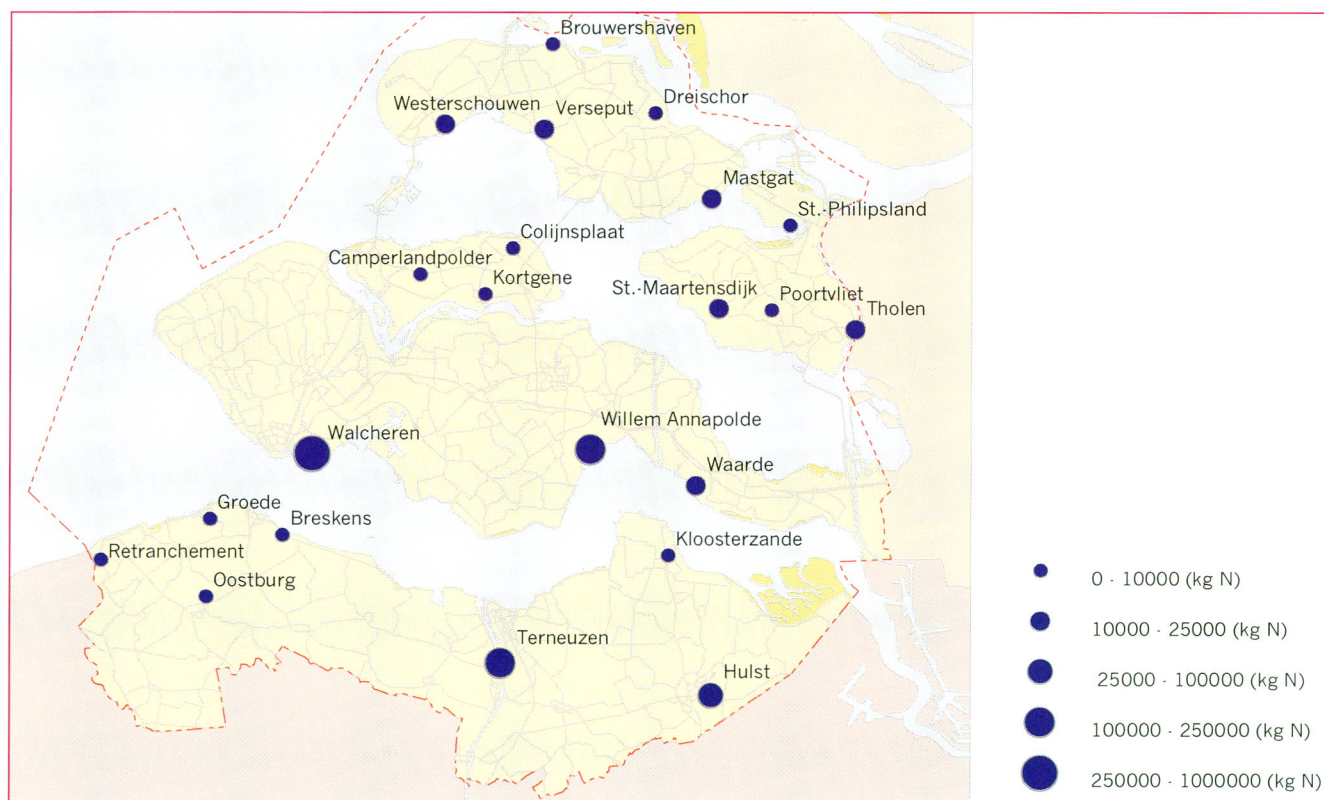 Brouwershaven
Westerschouwen
Verseput
Dreischor
Mastgat
St.-Philipsland
Colijnsplaat
Camperlandpolder
Kortgene
St.-Maartensdijk
Poortvliet
Tholen
Walcheren
Willem Annapolde
Waarde
Groede
Breskens
Retranchement
Kloosterzande
Oostburg
Terneuzen
Hulst
0 - 10000 (kg N)
10000 - 25000 (kg N)
25000 - 100000 (kg N)
100000 - 250000 (kg N)
250000 - 1000000 (kg N)